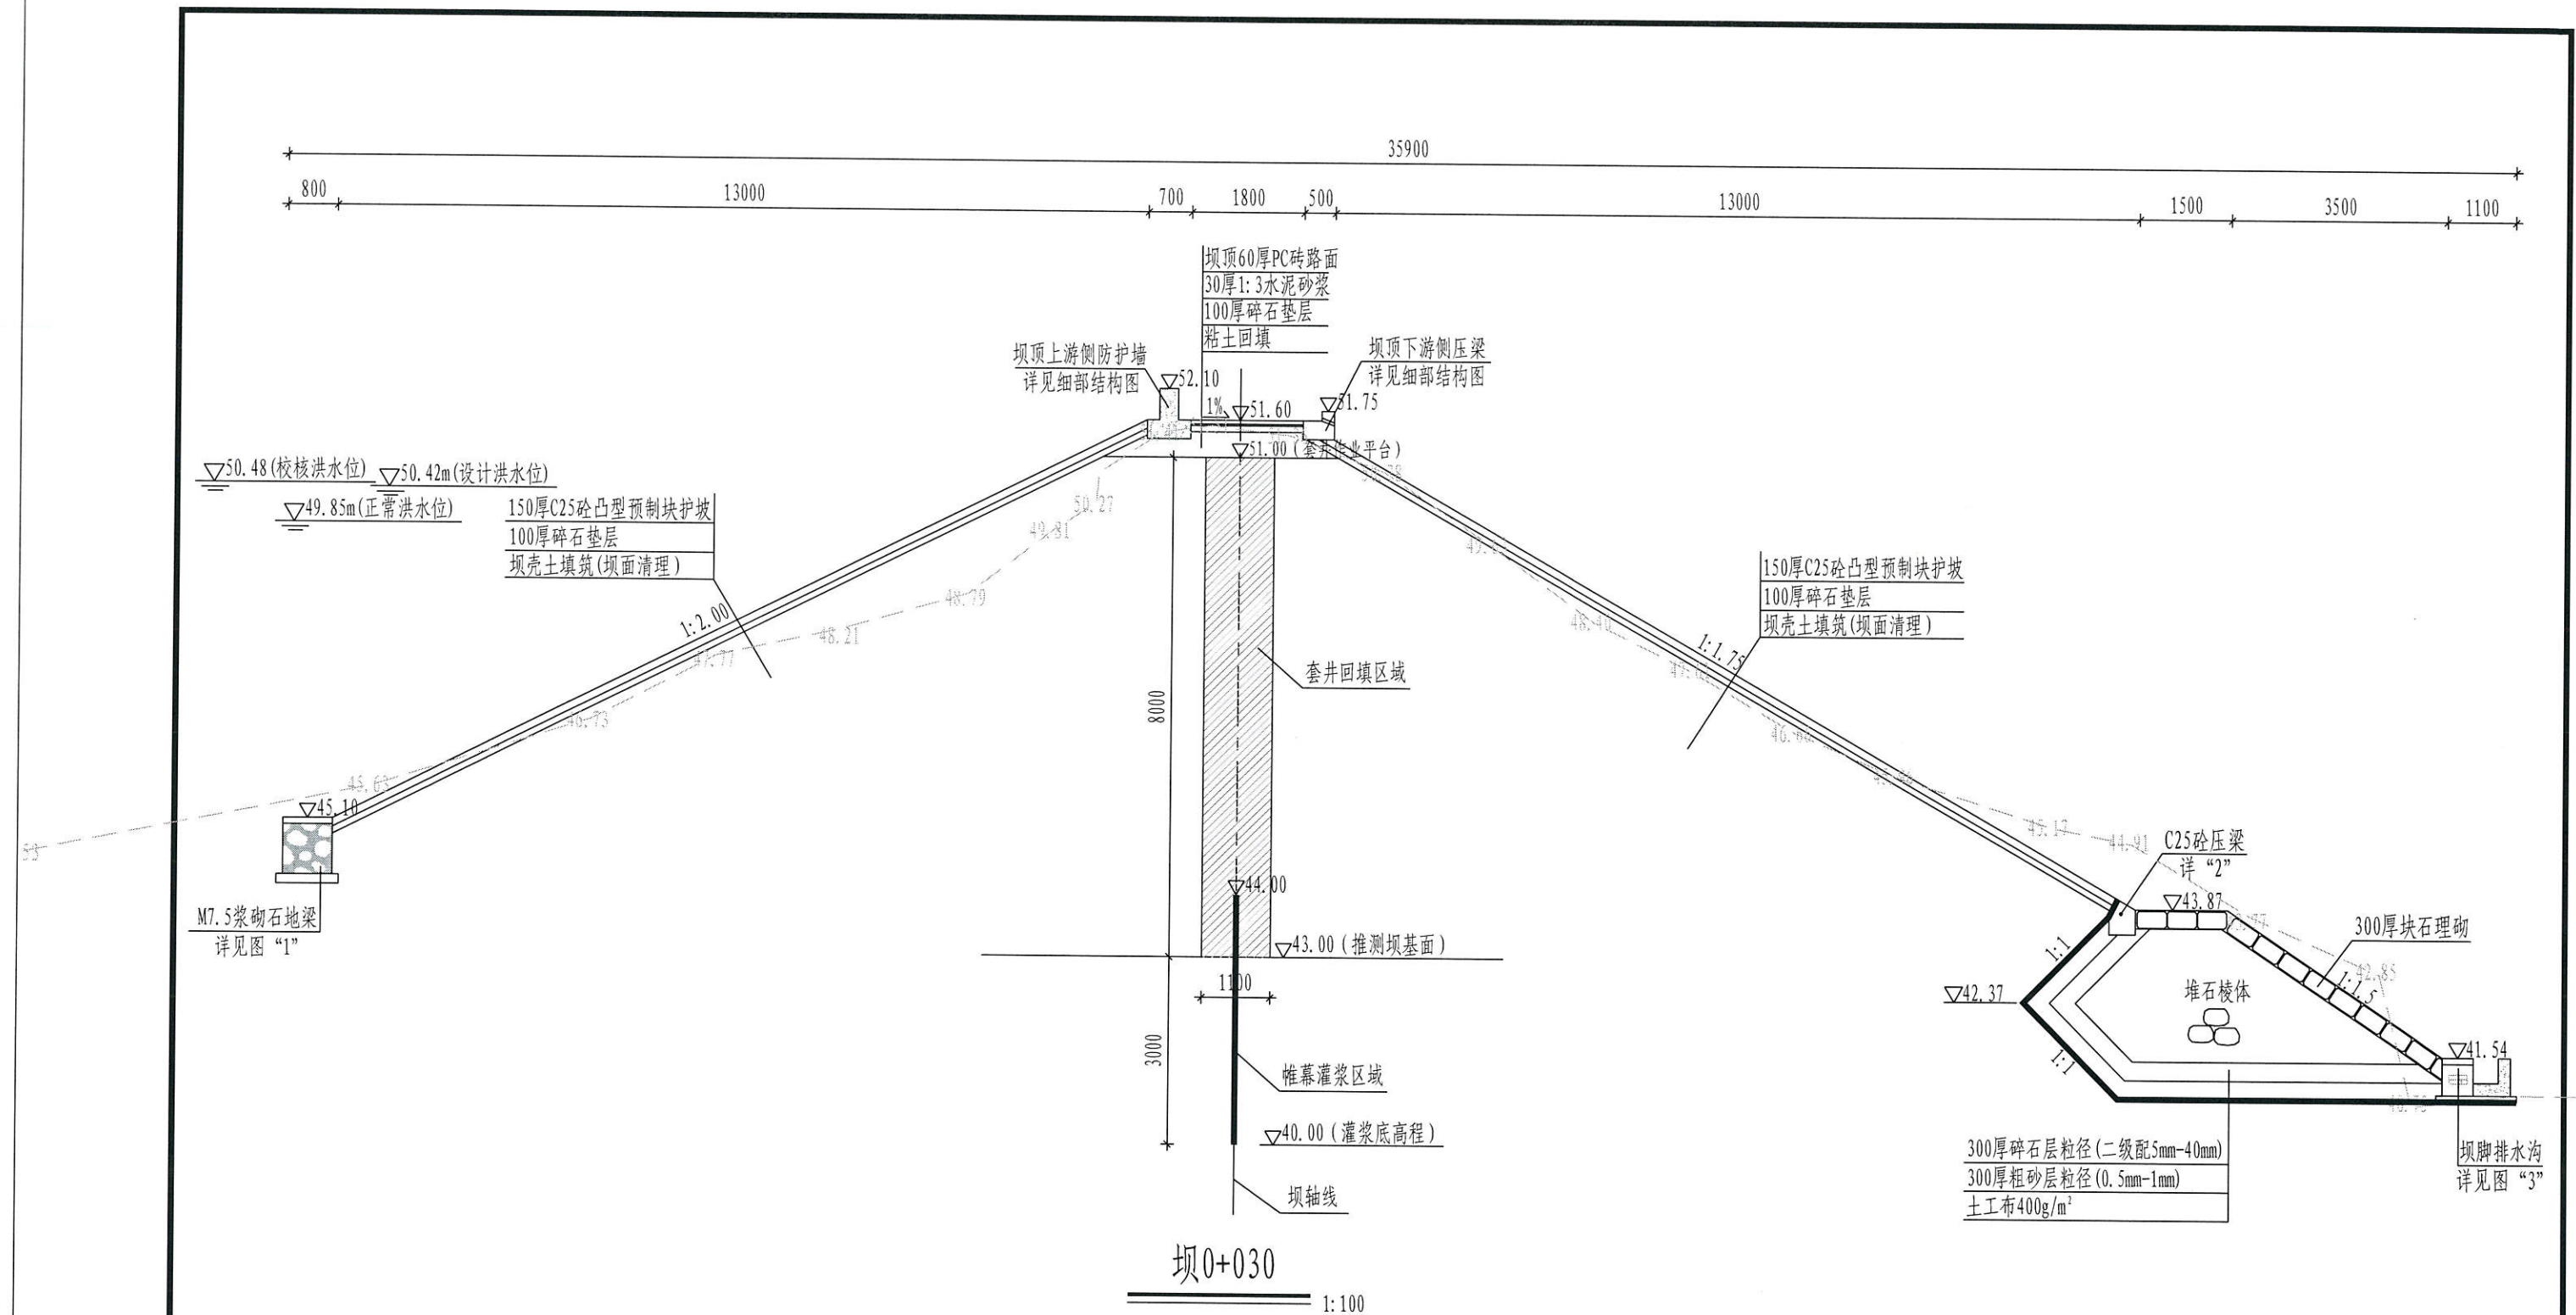 35900
800
13000
700
1800
500
13000
1500
3500
1100
坝顶60厚PC砖路面
30厚1:3水泥砂浆
100厚碎石垫层
粘土回填
坝顶上游侧防护墙
详见细部结构图
坝顶下游侧压梁
详见细部结构图
52.10
1%
51.60
51.75
51.00(套井作业平台)
50.48(校核洪水位)
50.42m(设计洪水位)
49.85m(正常洪水位)
150厚C25砼凸型预制块护坡
100厚碎石垫层
坝壳土填筑(坝面清理)
50.27
49.81
48.79
48.21
47.77
46.73
45.63
1:2.00
45.10
53
M7.5浆砌石地梁
详见图 “1”
8000
套井回填区域
150厚C25砼凸型预制块护坡
100厚碎石垫层
坝壳土填筑(坝面清理)
48.40
1:1.75
45.17
44.91
C25砼压梁
详 “2”
44.00
43.87
300厚块石理砌
43.00(推测坝基面)
1:1
42.85
1:1.5
1100
42.37
堆石棱体
3000
1:1
41.54
帷幕灌浆区域
40.00(灌浆底高程)
300厚碎石层粒径(二级配5mm-40mm)
300厚粗砂层粒径(0.5mm-1mm)
土工布400g/m²
坝脚排水沟
详见图 “3”
坝轴线
坝0+030
1:100